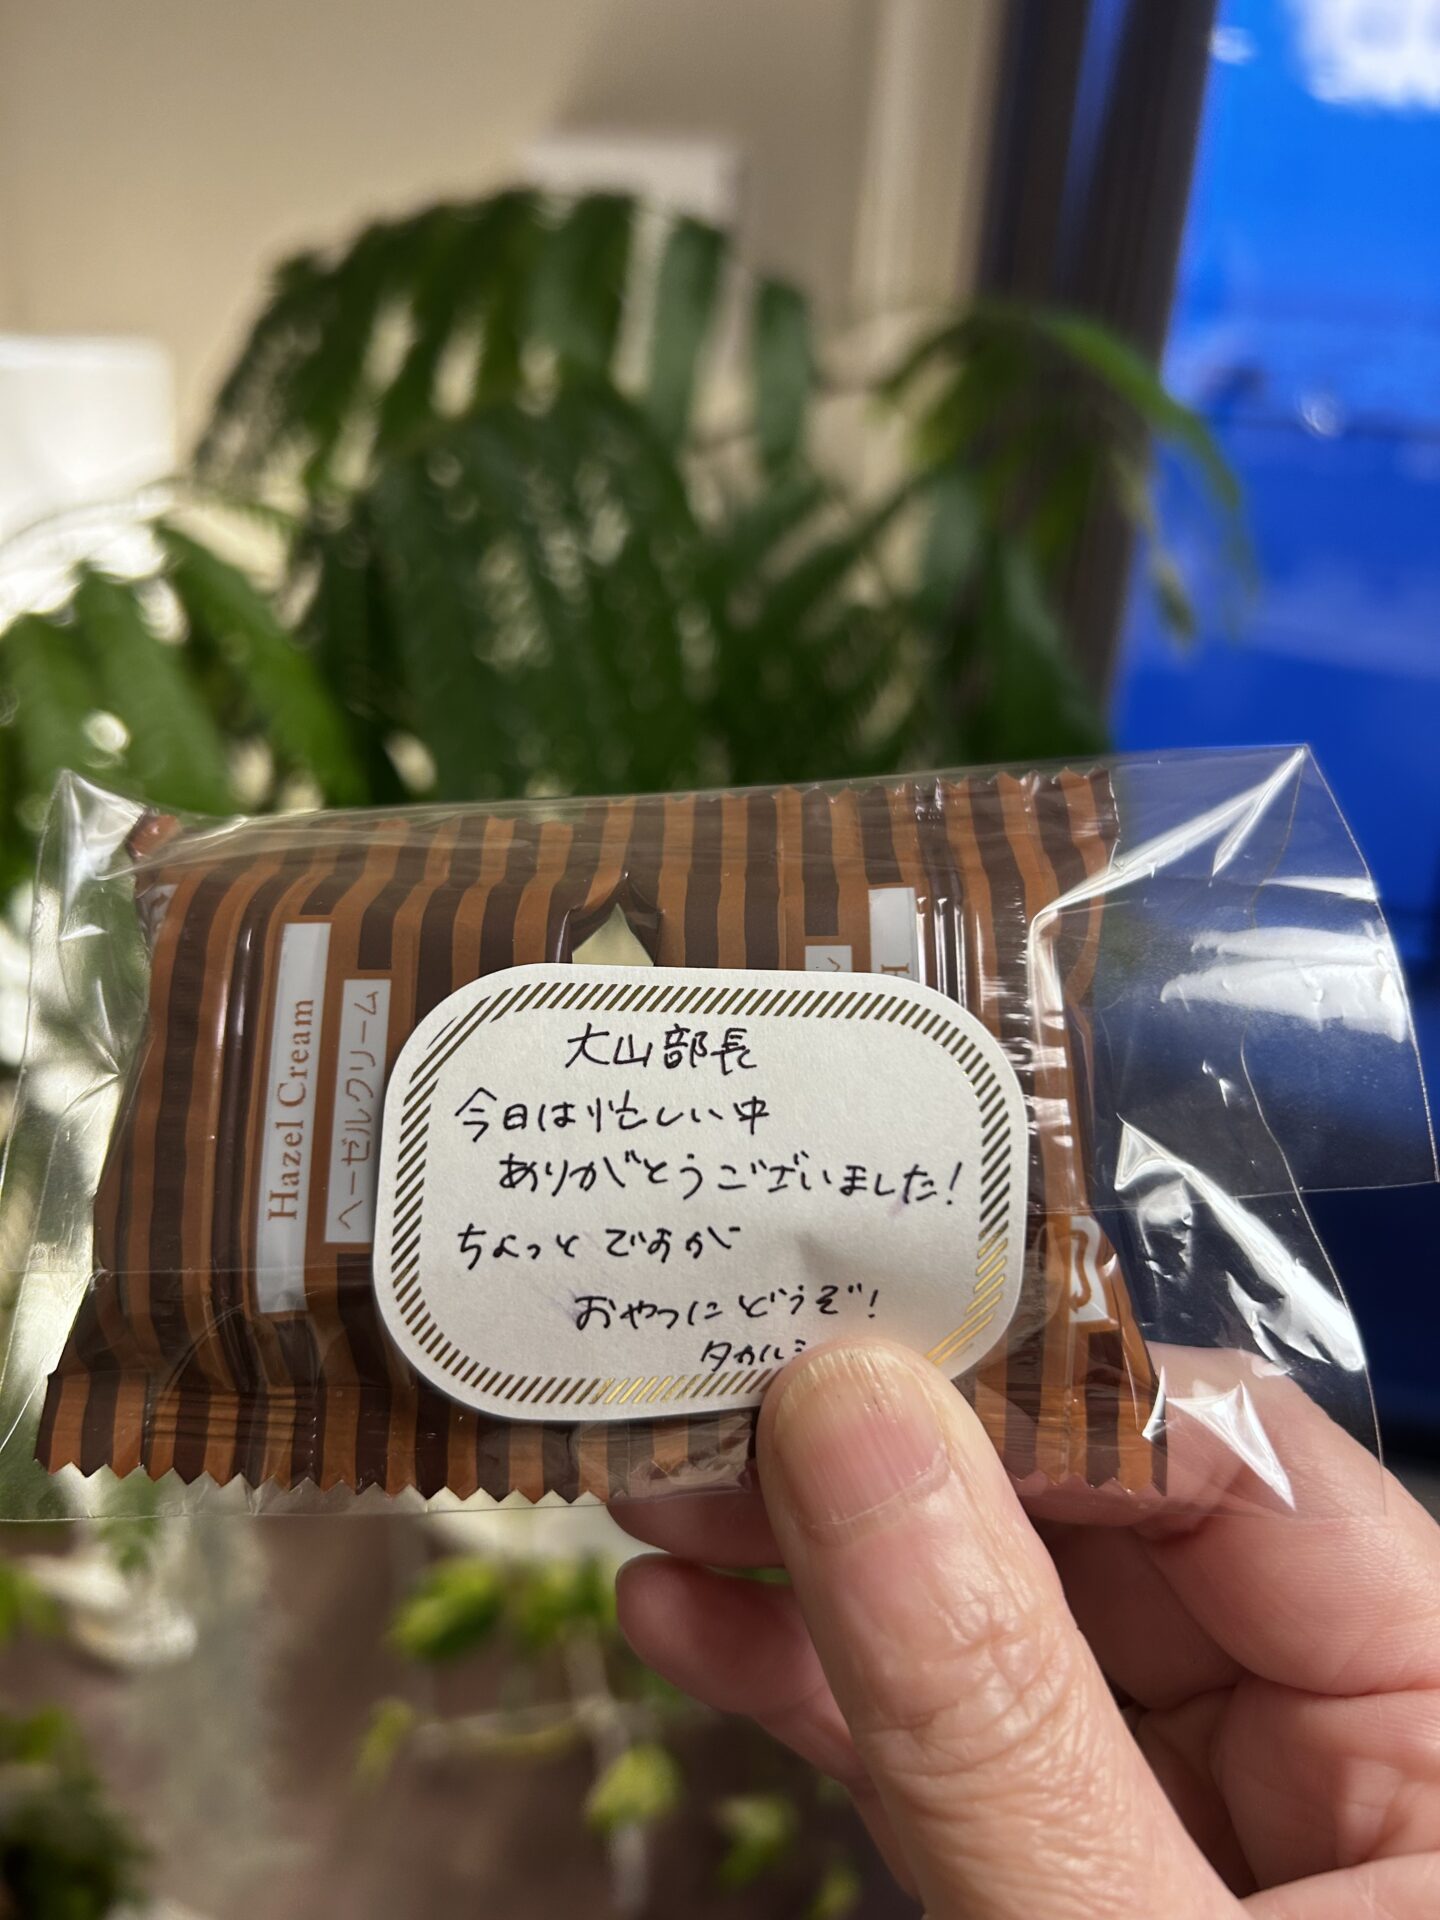 Hazel Cream
ヘーゼルクリーム
大山部長
今日は忙しい中
ありがとうございました!
ちょっとですが
おやつにどうぞ!